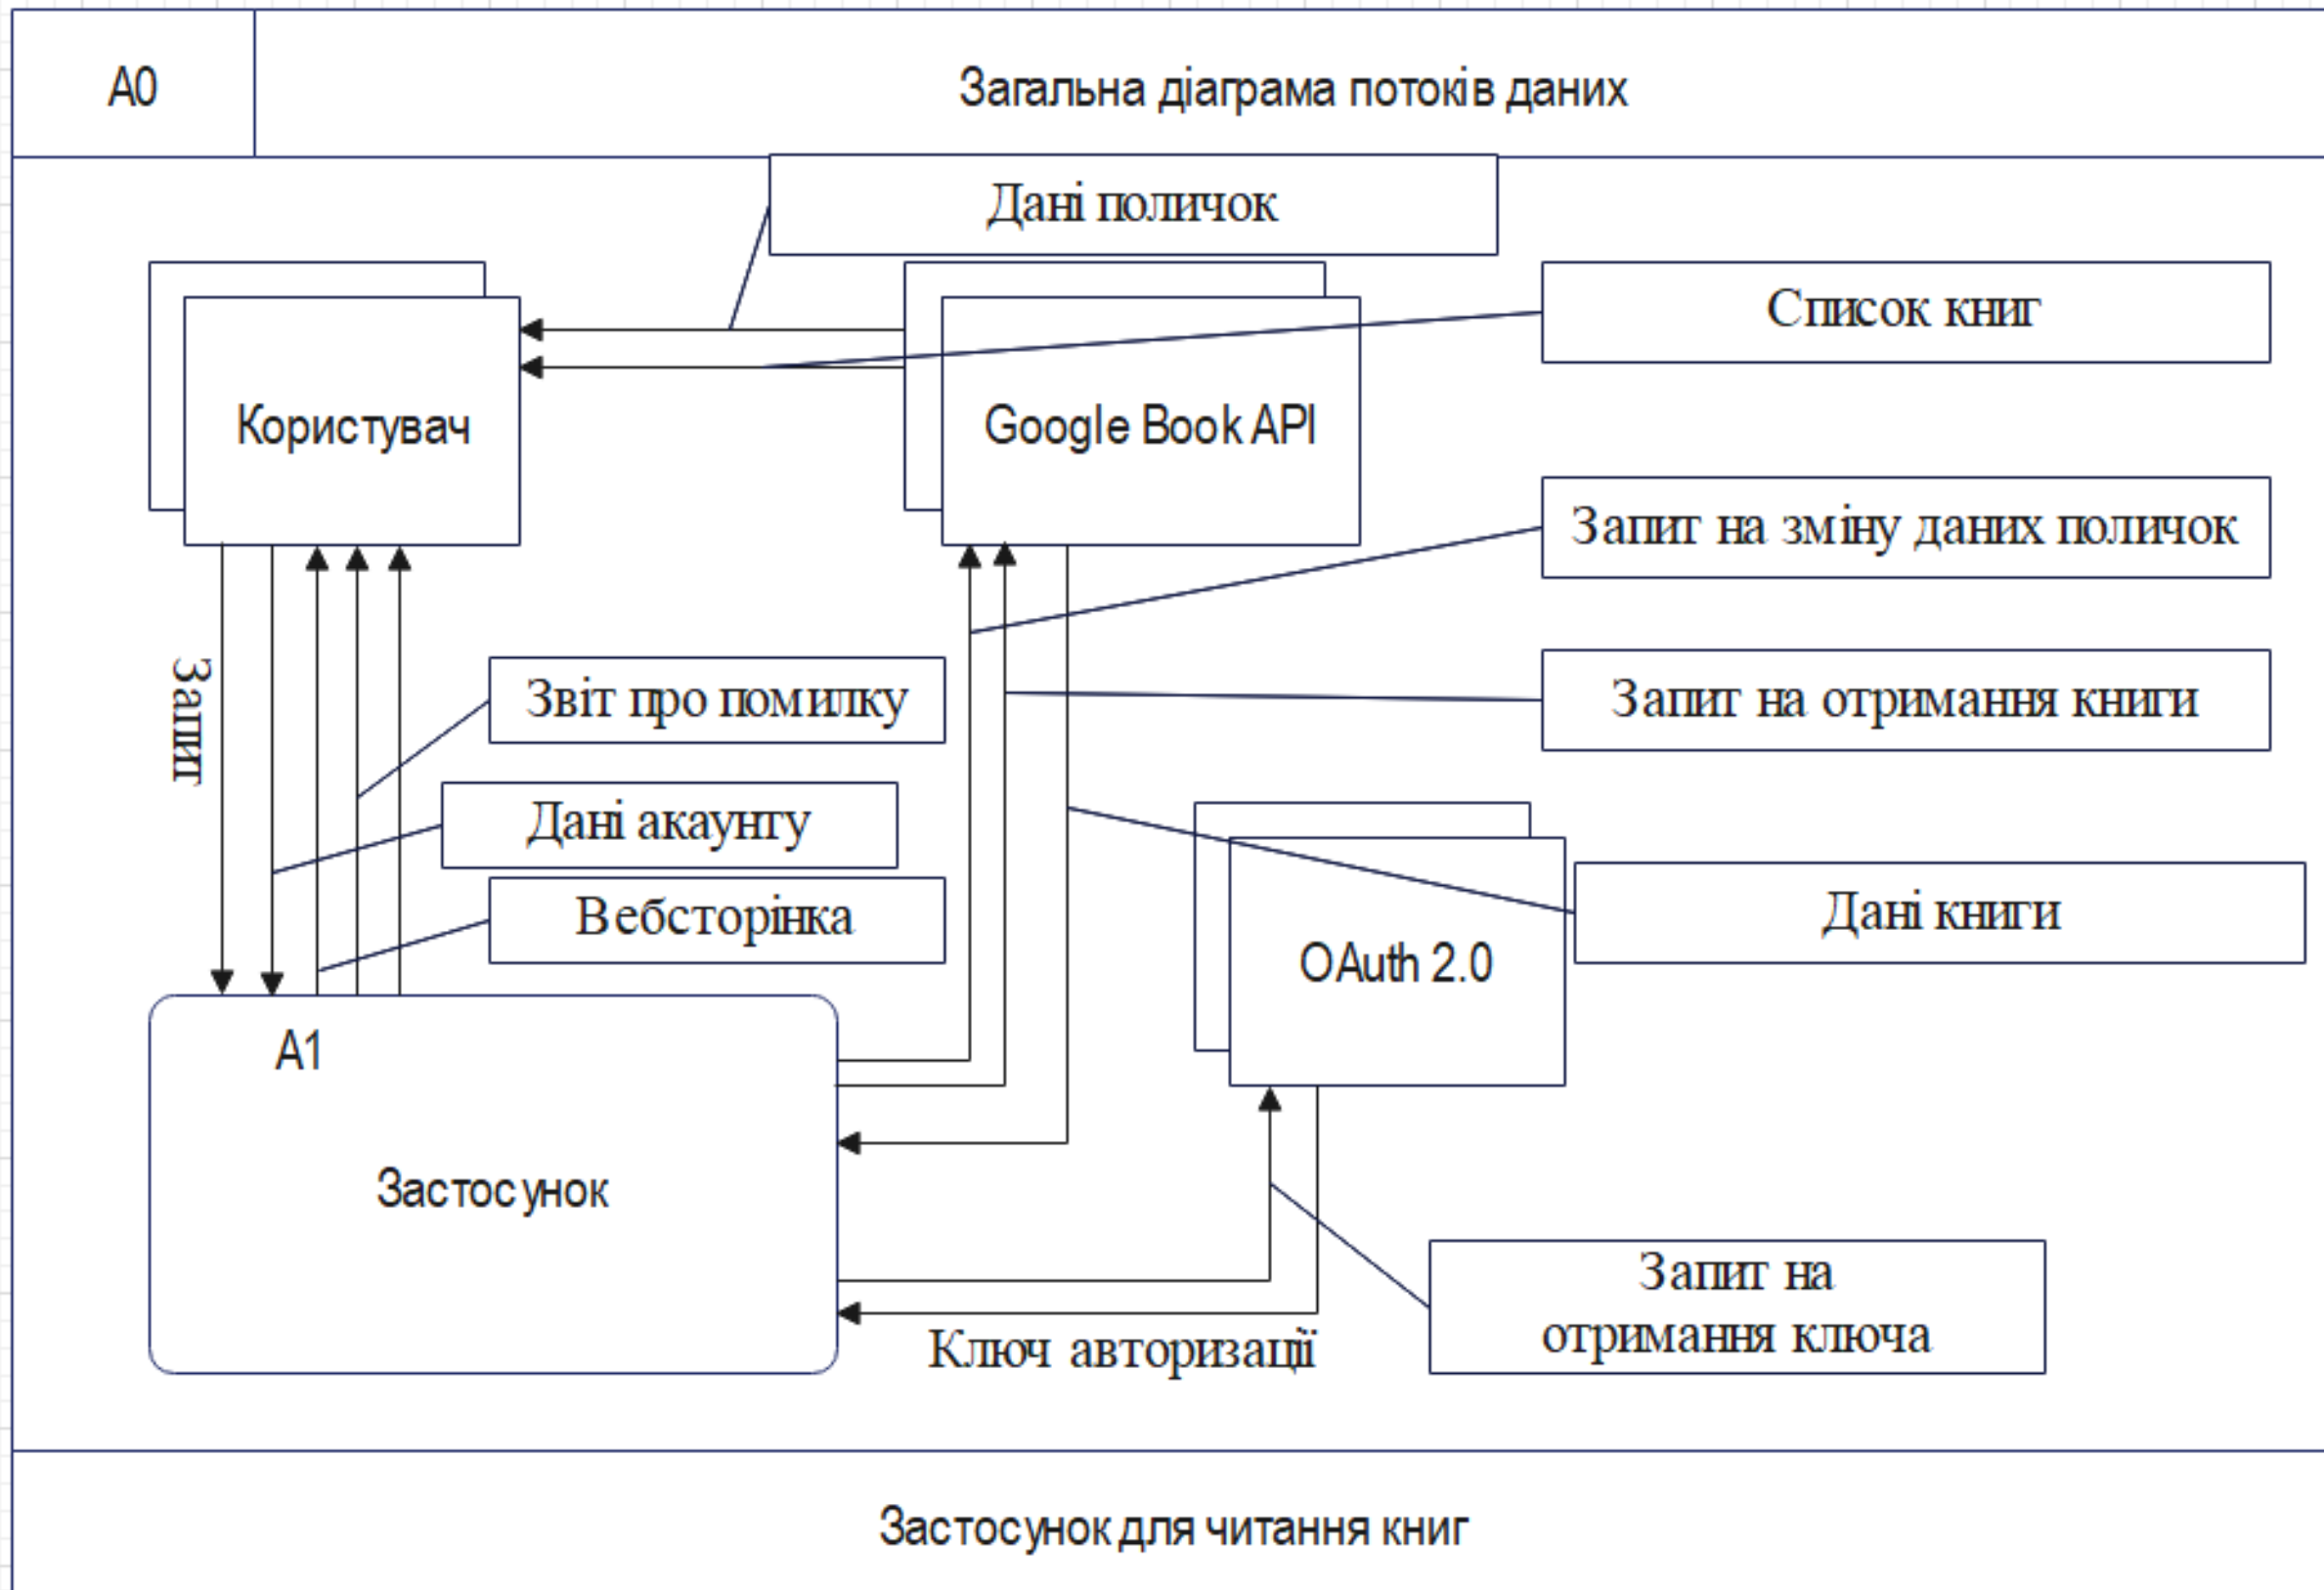 А0
Загальна діаграма потоків даних
Дані поличок
Список книг
Користувач
Google Book API
Запит на зміну даних поличок
Запит
Звіт про помилку
Запит на отримання книги
Дані акаунту
Вебсторінка
Дані книги
OAuth 2.0
А1
Застосунок
Запит на
отримання ключа
Ключ авторизації
Застосунок для читання книг